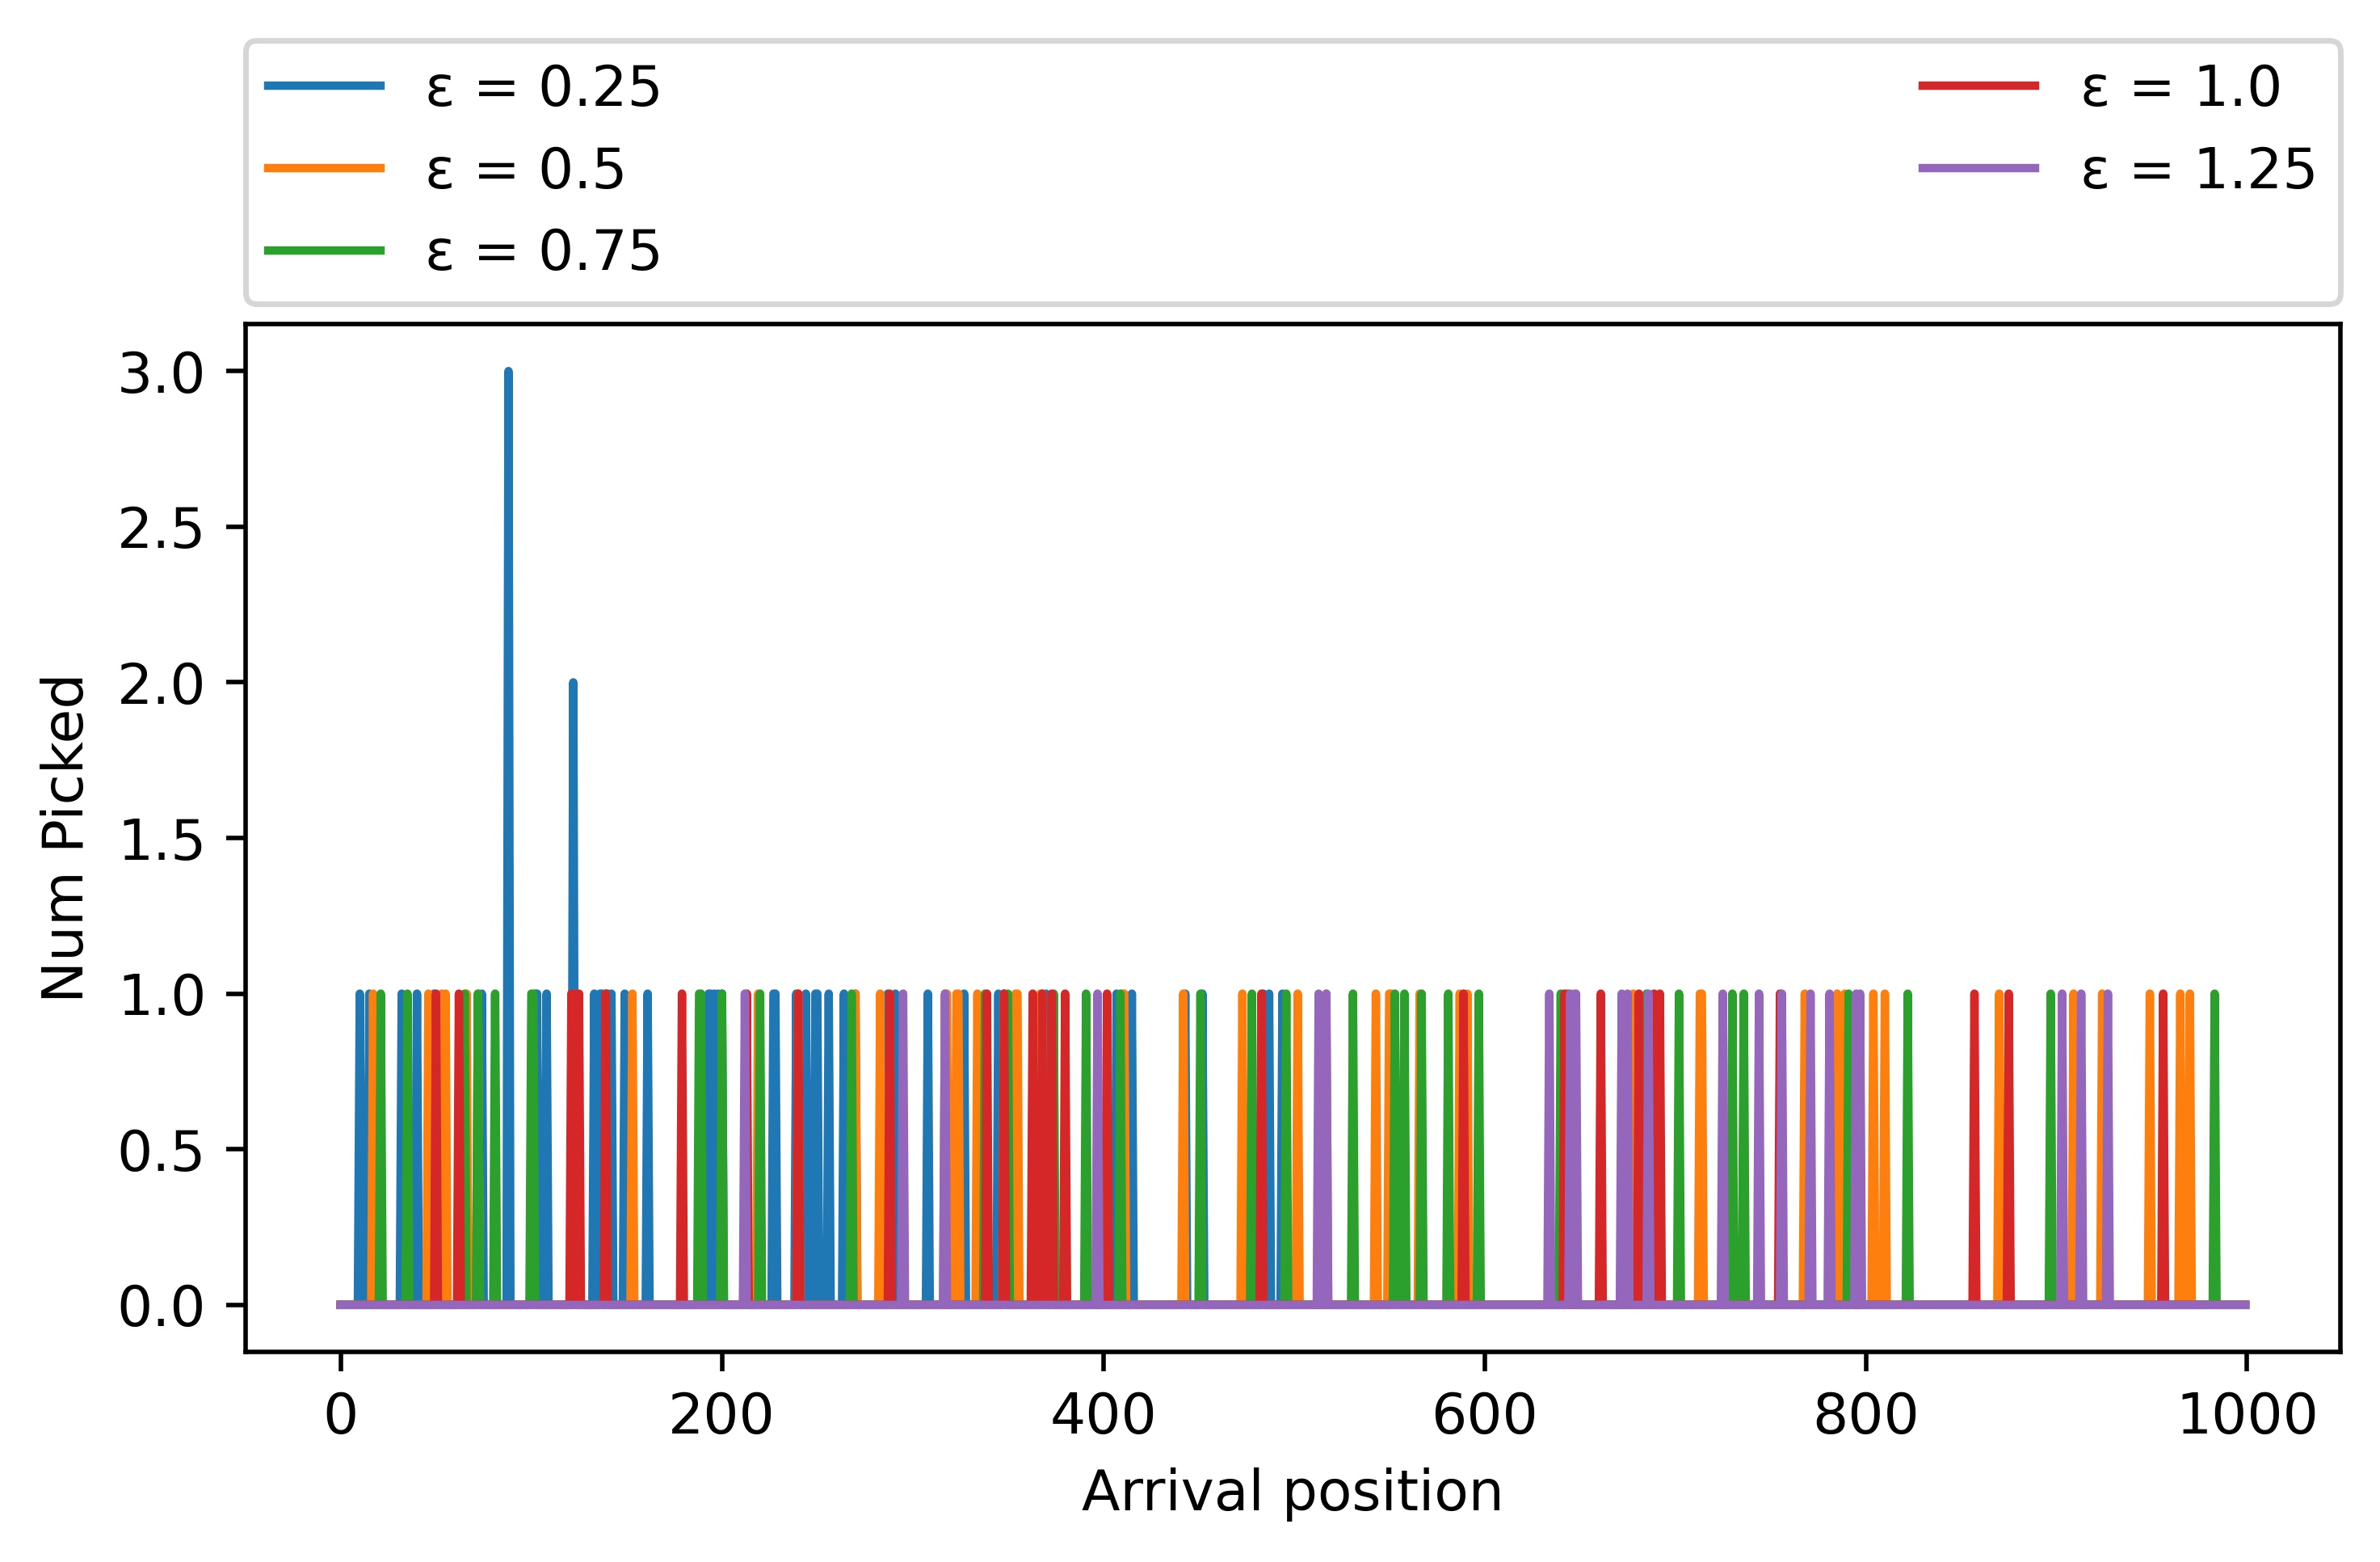 ε = 0.25
ε = 0.5
ε = 0.75
ε = 1.0
ε = 1.25
3.0
2.5
2.0
1.5
1.0
0.5
0.0
Num Picked
0 200 400 600 800 1000
Arrival position